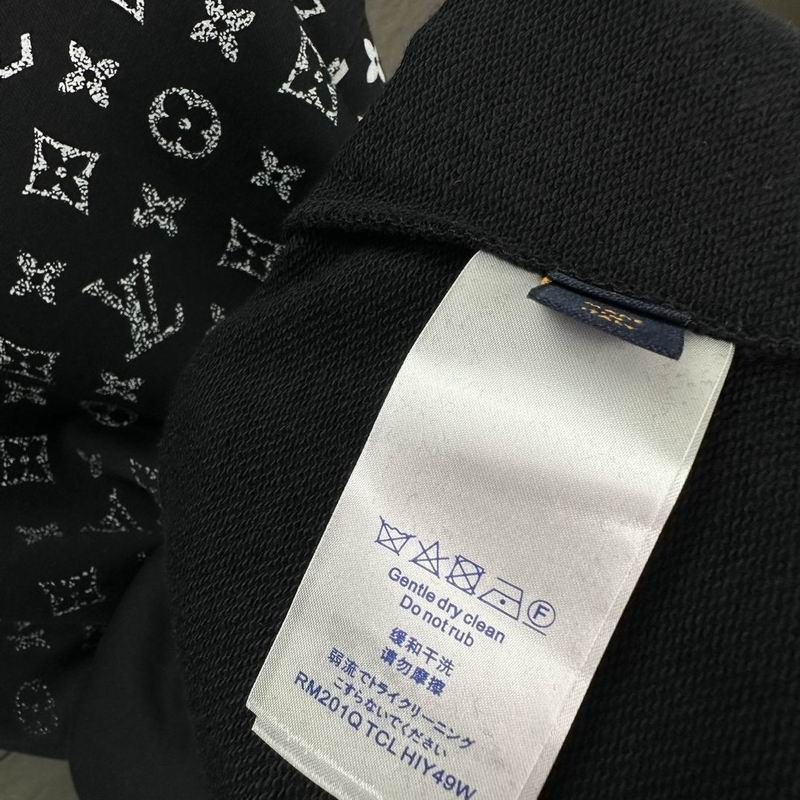 Gentle dry clean
Do not rub
缓和干洗
请勿摩擦
弱流でトライクリーニング
こすらないでください
RM201Q TCL HIY49W
F